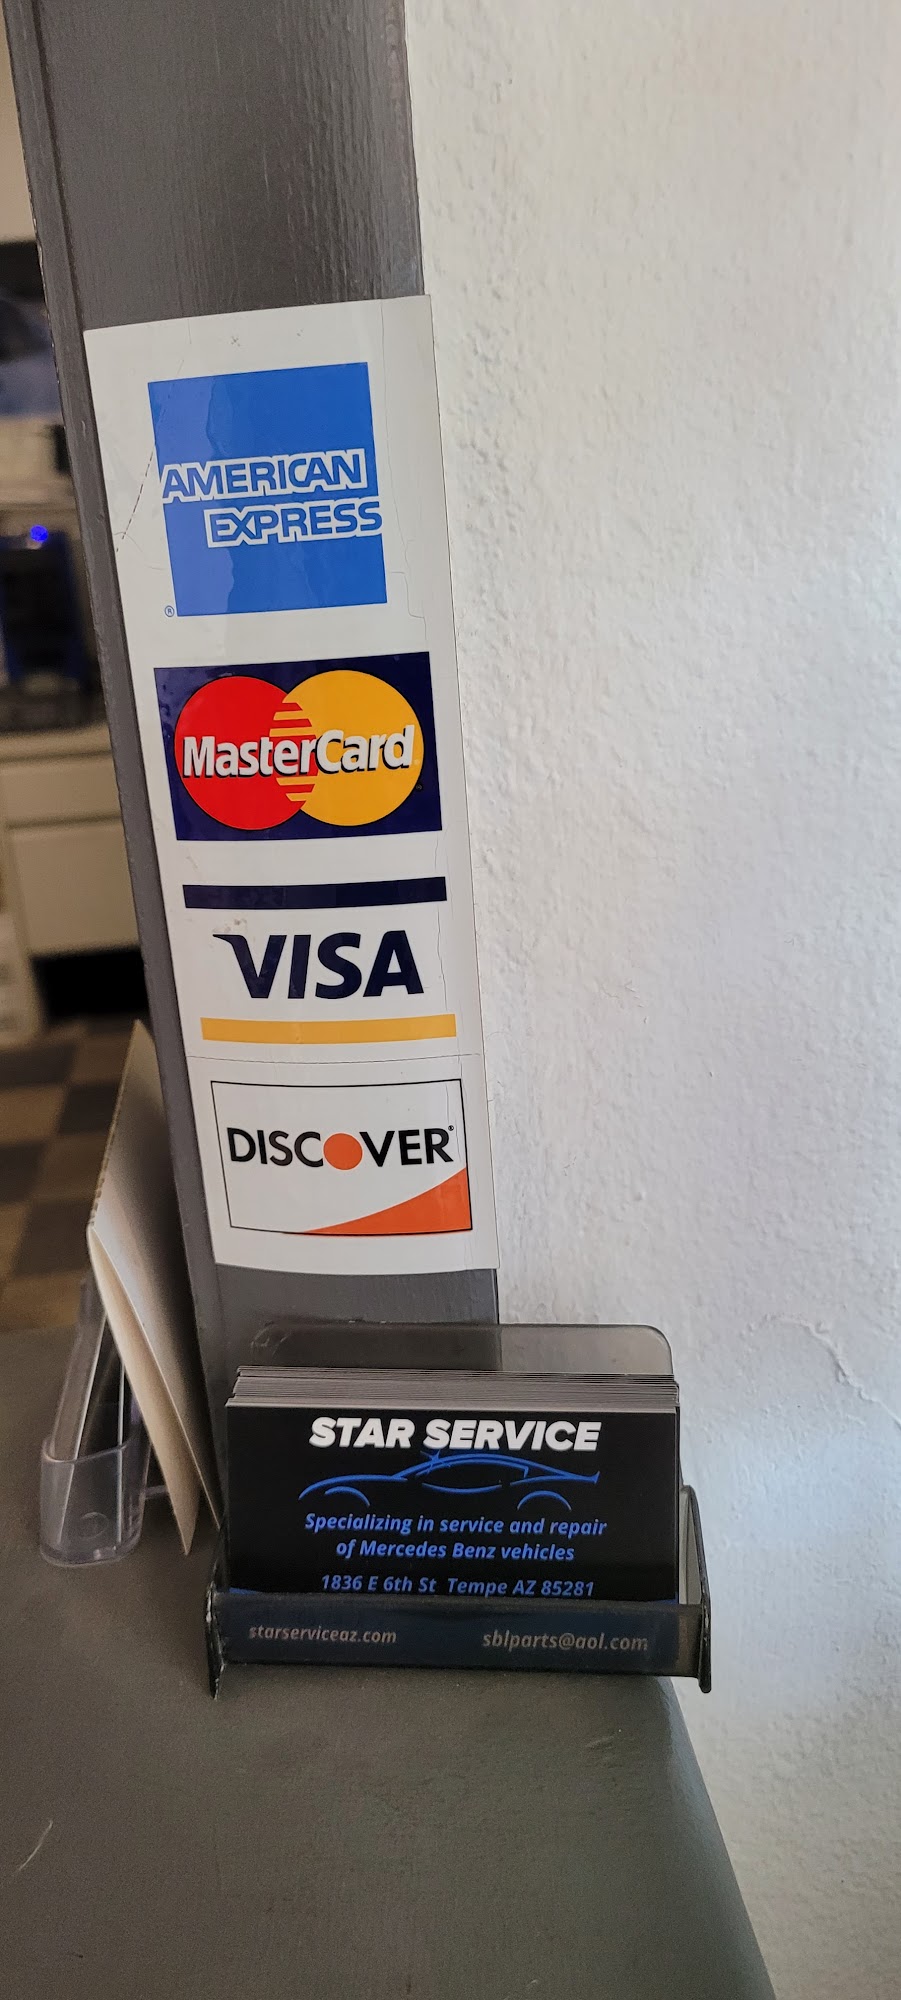 AMERICAN
EXPRESS
®
MasterCard
VISA
DISCOVER®
STAR SERVICE
Specializing in service and repair
of Mercedes Benz vehicles
1836 E 6th St Tempe AZ 85281
starserviceaz.com sblparts@aol.com